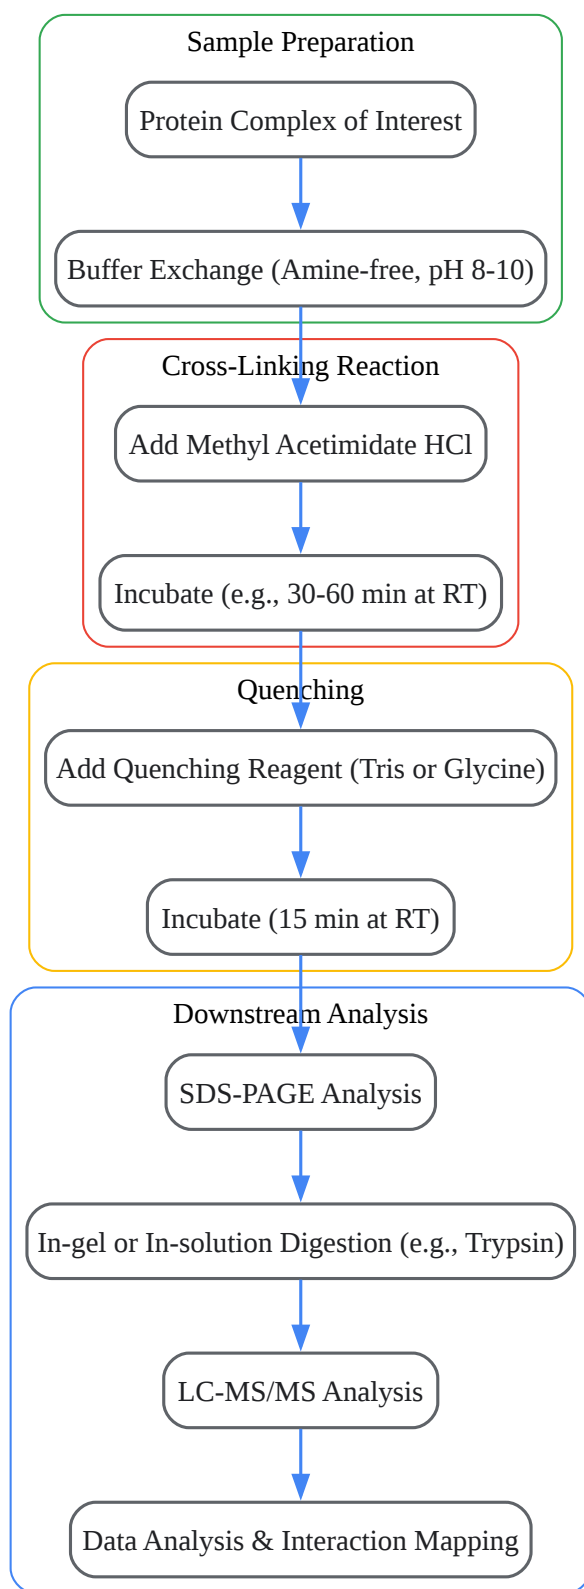 Sample Preparation
Protein Complex of Interest
Buffer Exchange (Amine-free, pH 8-10)
Cross-Linking Reaction
Add Methyl Acetimidate HCl
Incubate (e.g., 30-60 min at RT)
Quenching
Add Quenching Reagent (Tris or Glycine)
Incubate (15 min at RT)
Downstream Analysis
SDS-PAGE Analysis
In-gel or In-solution Digestion (e.g., Trypsin)
LC-MS/MS Analysis
Data Analysis & Interaction Mapping